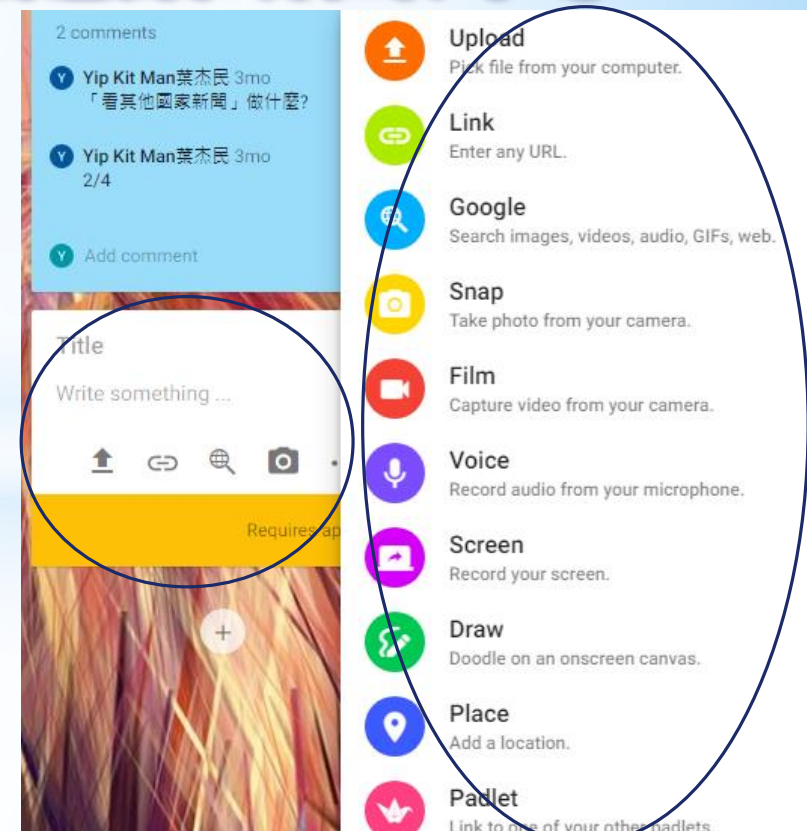 2 comments
Y Yip Kit Man葉杰民 3mo
「看其他國家新聞」做什麼?
Y Yip Kit Man葉杰民 3mo
2/4
Y Add comment
Title
Write something ...
Requires ap
Upload
Pick file from your computer.
Link
Enter any URL.
Google
Search images, videos, audio, GIFs, web.
Snap
Take photo from your camera.
Film
Capture video from your camera.
Voice
Record audio from your microphone.
Screen
Record your screen.
Draw
Doodle on an onscreen canvas.
Place
Add a location.
Padlet
Link to one of your other padlets